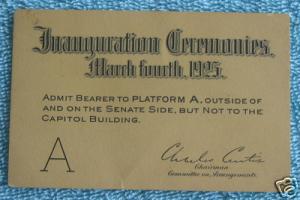 Inauguration Ceremonies,
March fourth, 1925.
Admit Bearer to PLATFORM A, outside of
and on the Senate Side, but Not to the
Capitol Building.
A
Charles Curtis
Chairman
Committee on Arrangements.